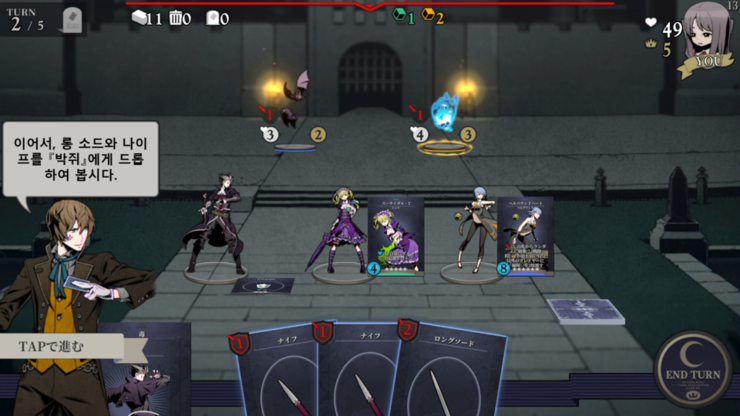 TURN
2 / 5
11 0 0
1 2
13
49
5
YOU
1
3 2
1
4 3
이어서, 롱 소드와 나이
프를 『박쥐』에게 드롭
하여 봅시다.
4
8
TAPで進む
毒
1 ナイフ
1 ナイフ
2 ロングソード
END TURN